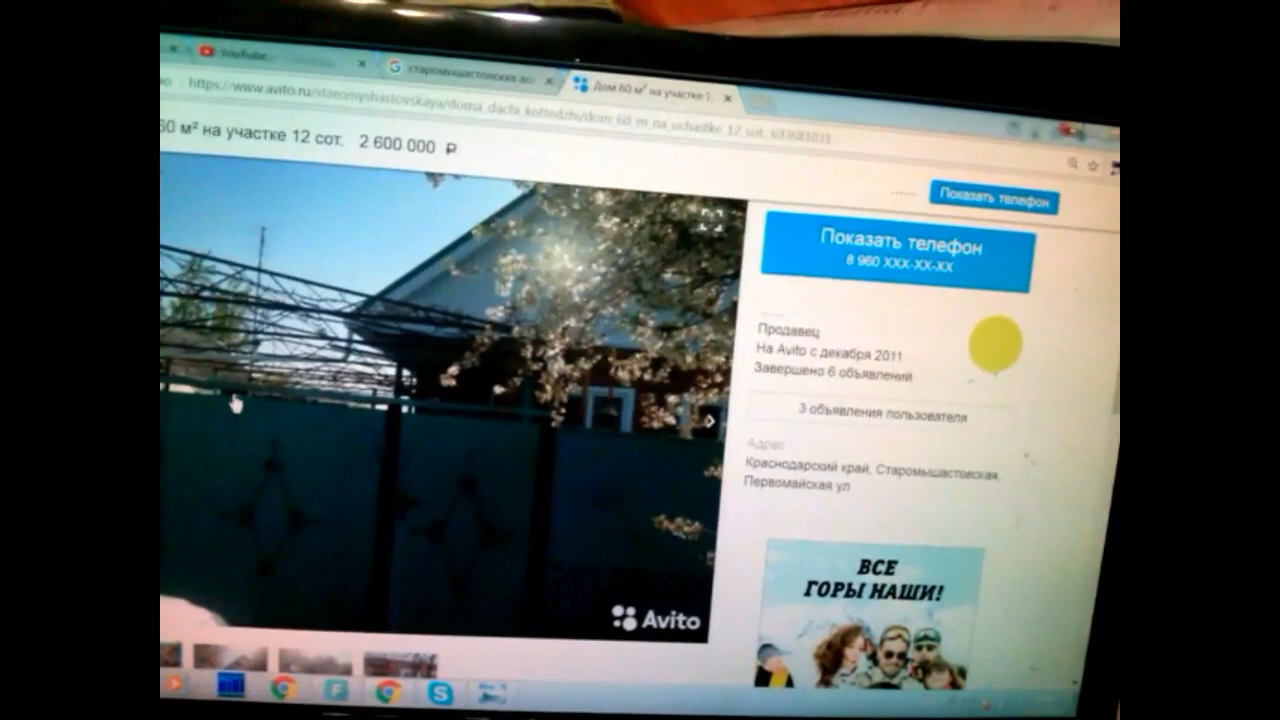 YouTube
старомышастовская
Дом 60 м² на участке 1
https://www.avito.ru/staromyshastovskaya/doma_dachi_kottedzhi/dom_60_m_na_uchastke_12_sot_
60 м² на участке 12 сот. 2 600 000 ₽
Показать телефон
Показать телефон
8 960 XXX-XX-XX
Продавец
На Avito с декабря 2011
Завершено 6 объявлений
3 объявления пользователя
Адрес
Краснодарский край, Старомышастовская,
Первомайская ул
ВСЕ
ГОРЫ НАШИ!
Avito